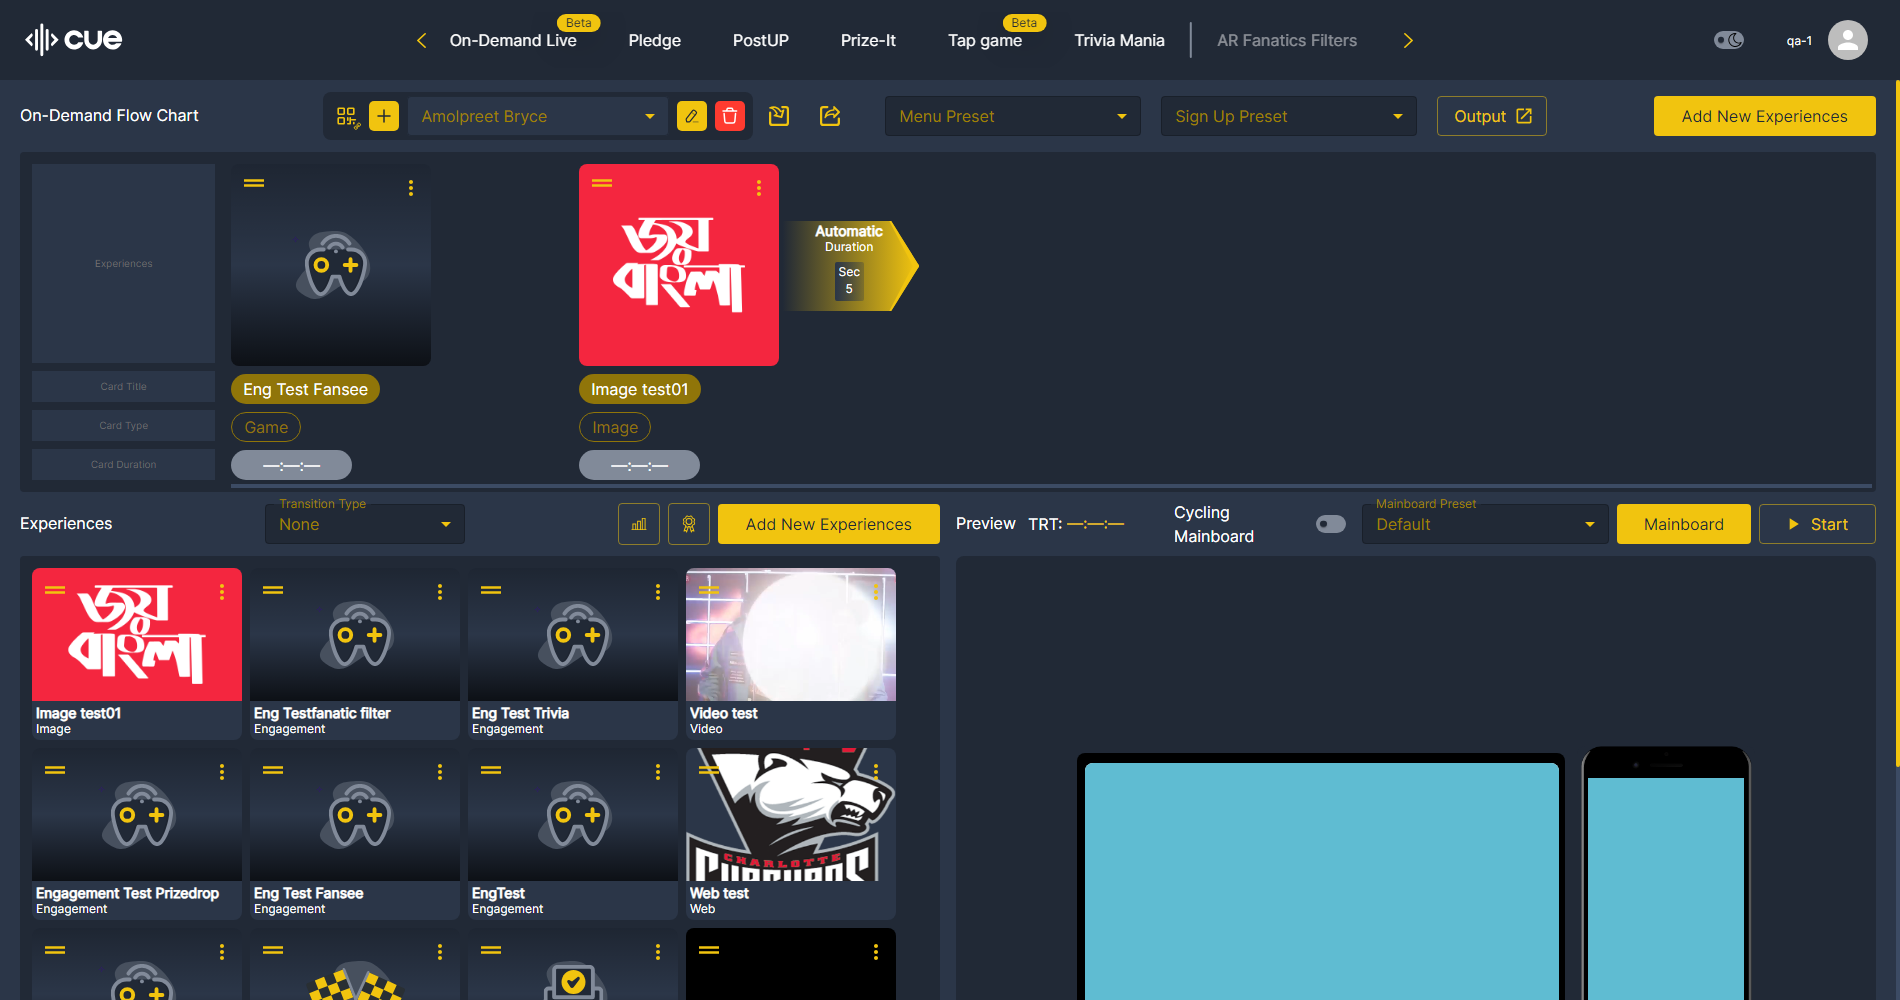 cue
On-Demand Live
Beta
Pledge
PostUP
Prize-It
Tap game
Beta
Trivia Mania
AR Fanatics Filters
qa-1
On-Demand Flow Chart
Amolpreet Bryce
Menu Preset
Sign Up Preset
Output
Add New Experiences
Experiences
জয়
বাংলা
Automatic
Duration
Sec
5
Card Title
Eng Test Fansee
Image test01
Card Type
Game
Image
Card Duration
—:—:—
—:—:—
Experiences
Transition Type
None
Add New Experiences
Preview
TRT: —:—:—
Cycling
Mainboard
Mainboard Preset
Default
Mainboard
Start
জয়
বাংলা
Image test01
Image
Eng Testfanatic filter
Engagement
Eng Test Trivia
Engagement
Video test
Video
Engagement Test Prizedrop
Engagement
Eng Test Fansee
Engagement
EngTest
Engagement
CHARLOTTE
Web test
Web